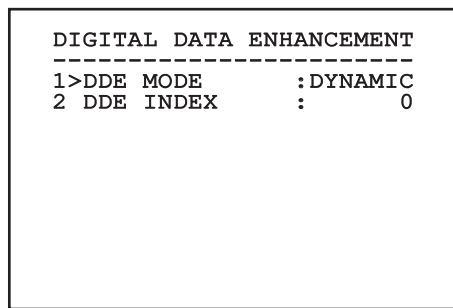 DIGITAL DATA ENHANCEMENT
------------------------
1>DDE MODE      :DYNAMIC
2 DDE INDEX     :      0